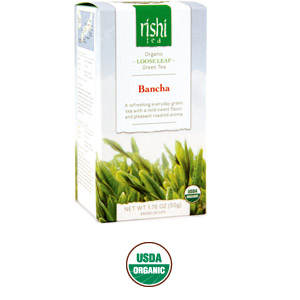 rishi
tea
Organic
~ LOOSE LEAF ~
Green Tea
Bancha
A refreshing everyday green
tea with a mild sweet flavor
and pleasant roasted aroma
USDA
ORGANIC
NET WT 1.76 OZ (50g)
USDA
ORGANIC